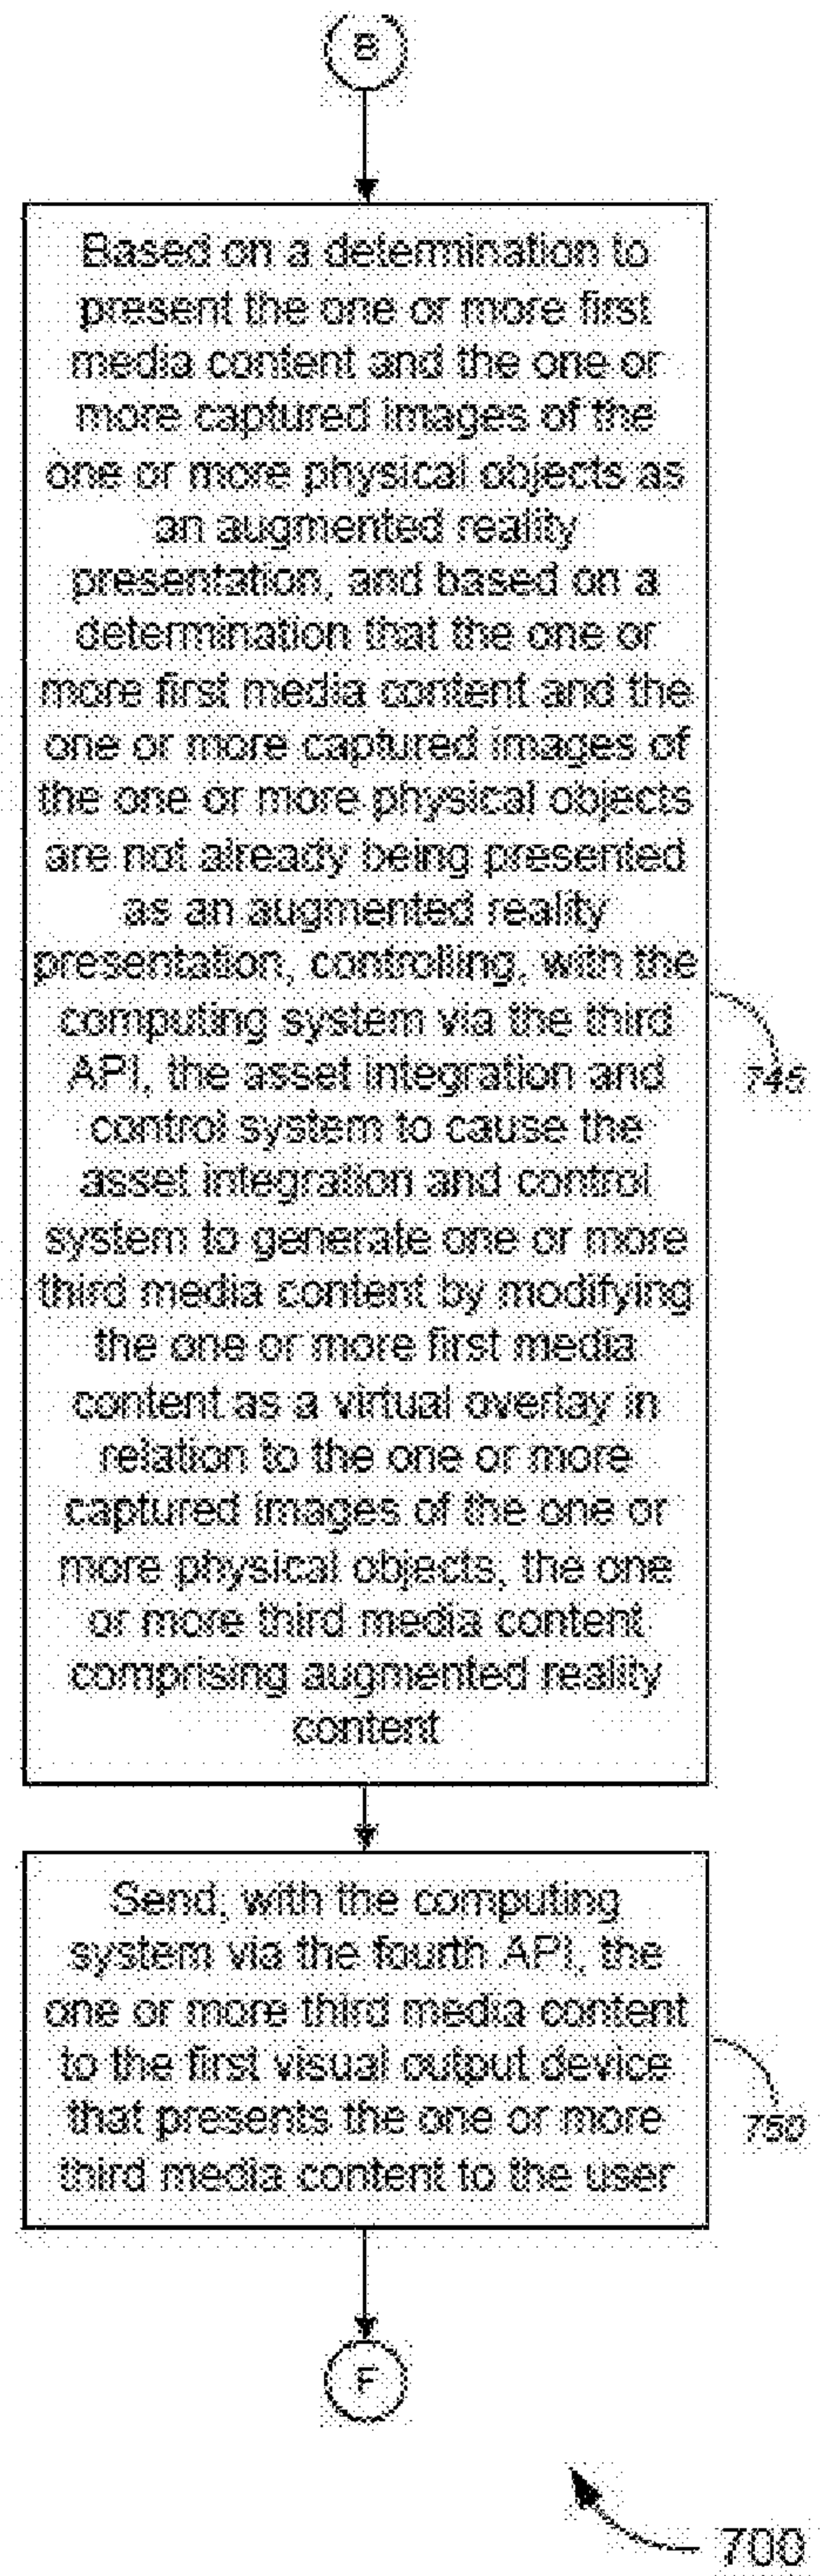 B
Based on a determination to
present the one or more first
media content and the one or
more captured images of the
one or more physical objects as
an augmented reality
presentation, and based on a
determination that the one or
more first media content and the
one or more captured images of
the one or more physical objects
are not already being presented
as an augmented reality
presentation, controlling, with the
computing system via the third
API, the asset integration and
control system to cause the
asset integration and control
system to generate one or more
third media content by modifying
the one or more first media
content as a virtual overlay in
relation to the one or more
captured images of the one or
more physical objects, the one
or more third media content
comprising augmented reality
content
745
Send, with the computing
system via the fourth API, the
one or more third media content
to the first visual output device
that presents the one or more
third media content to the user
750
F
700